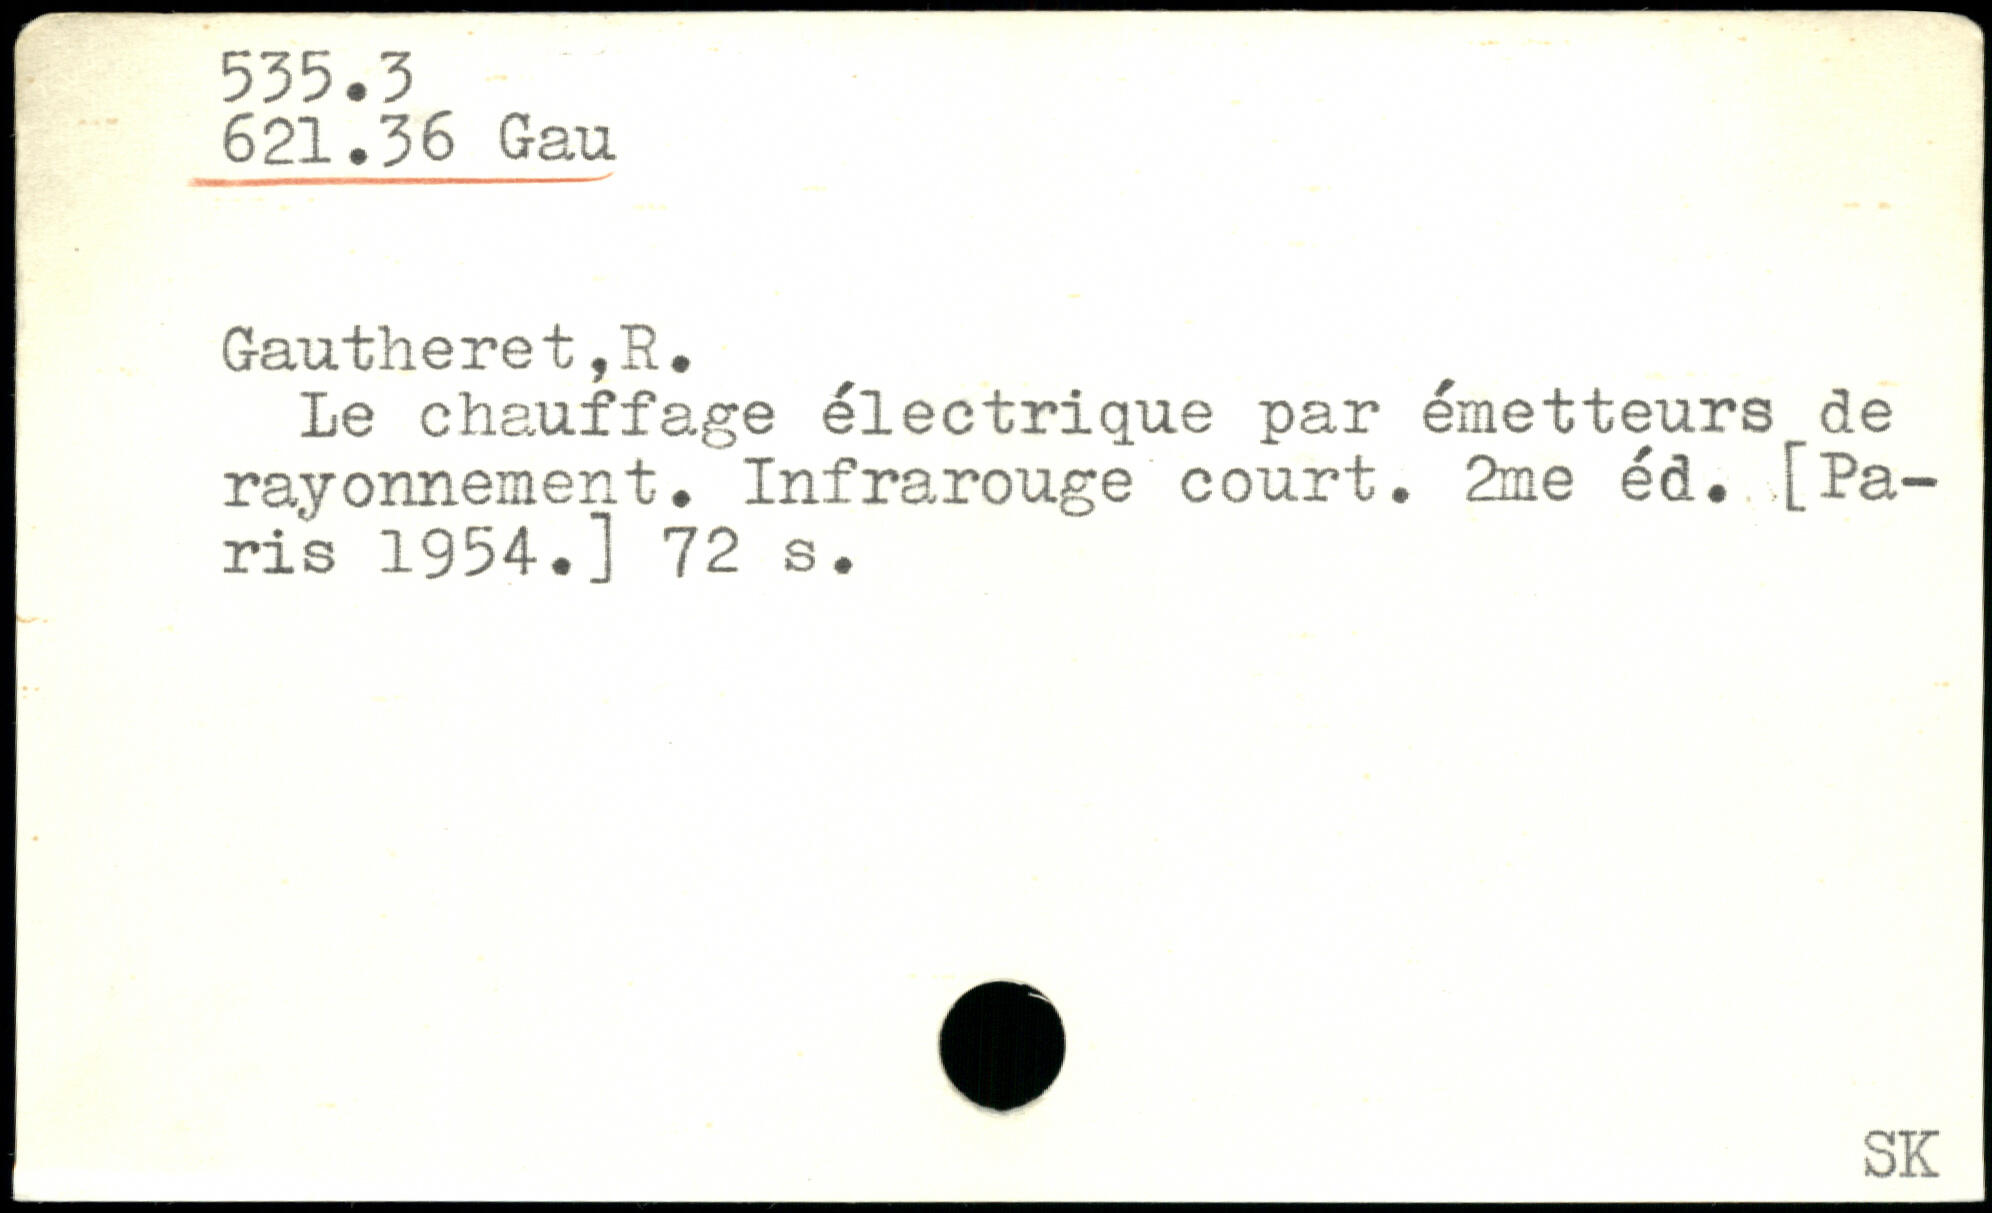 535.3
621.36 Gau
Gautheret,R.
Le chauffage électrique par émetteurs de
rayonnement. Infrarouge court. 2me éd. [Pa-
ris 1954.] 72 s.
SK